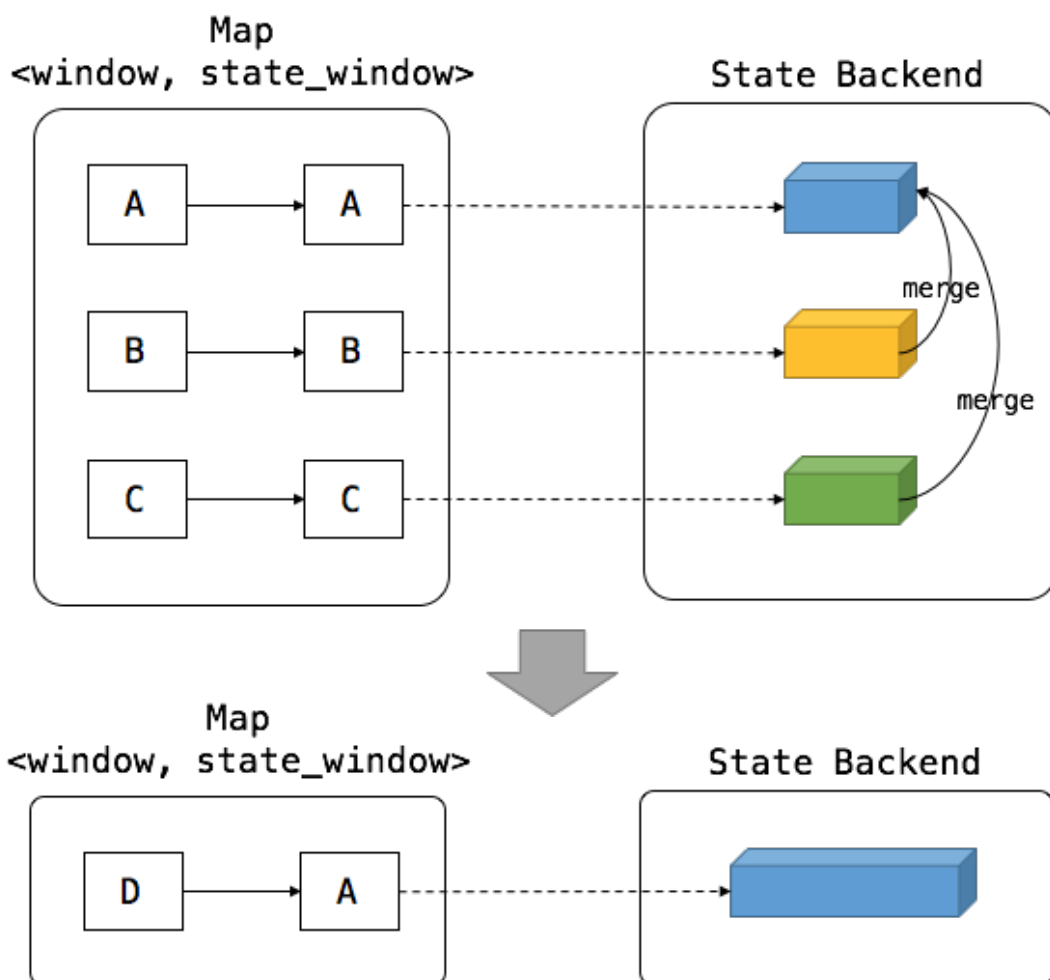 Map
<window, state_window>
State Backend
A
A
B
B
C
C
merge
merge
Map
<window, state_window>
State Backend
D
A